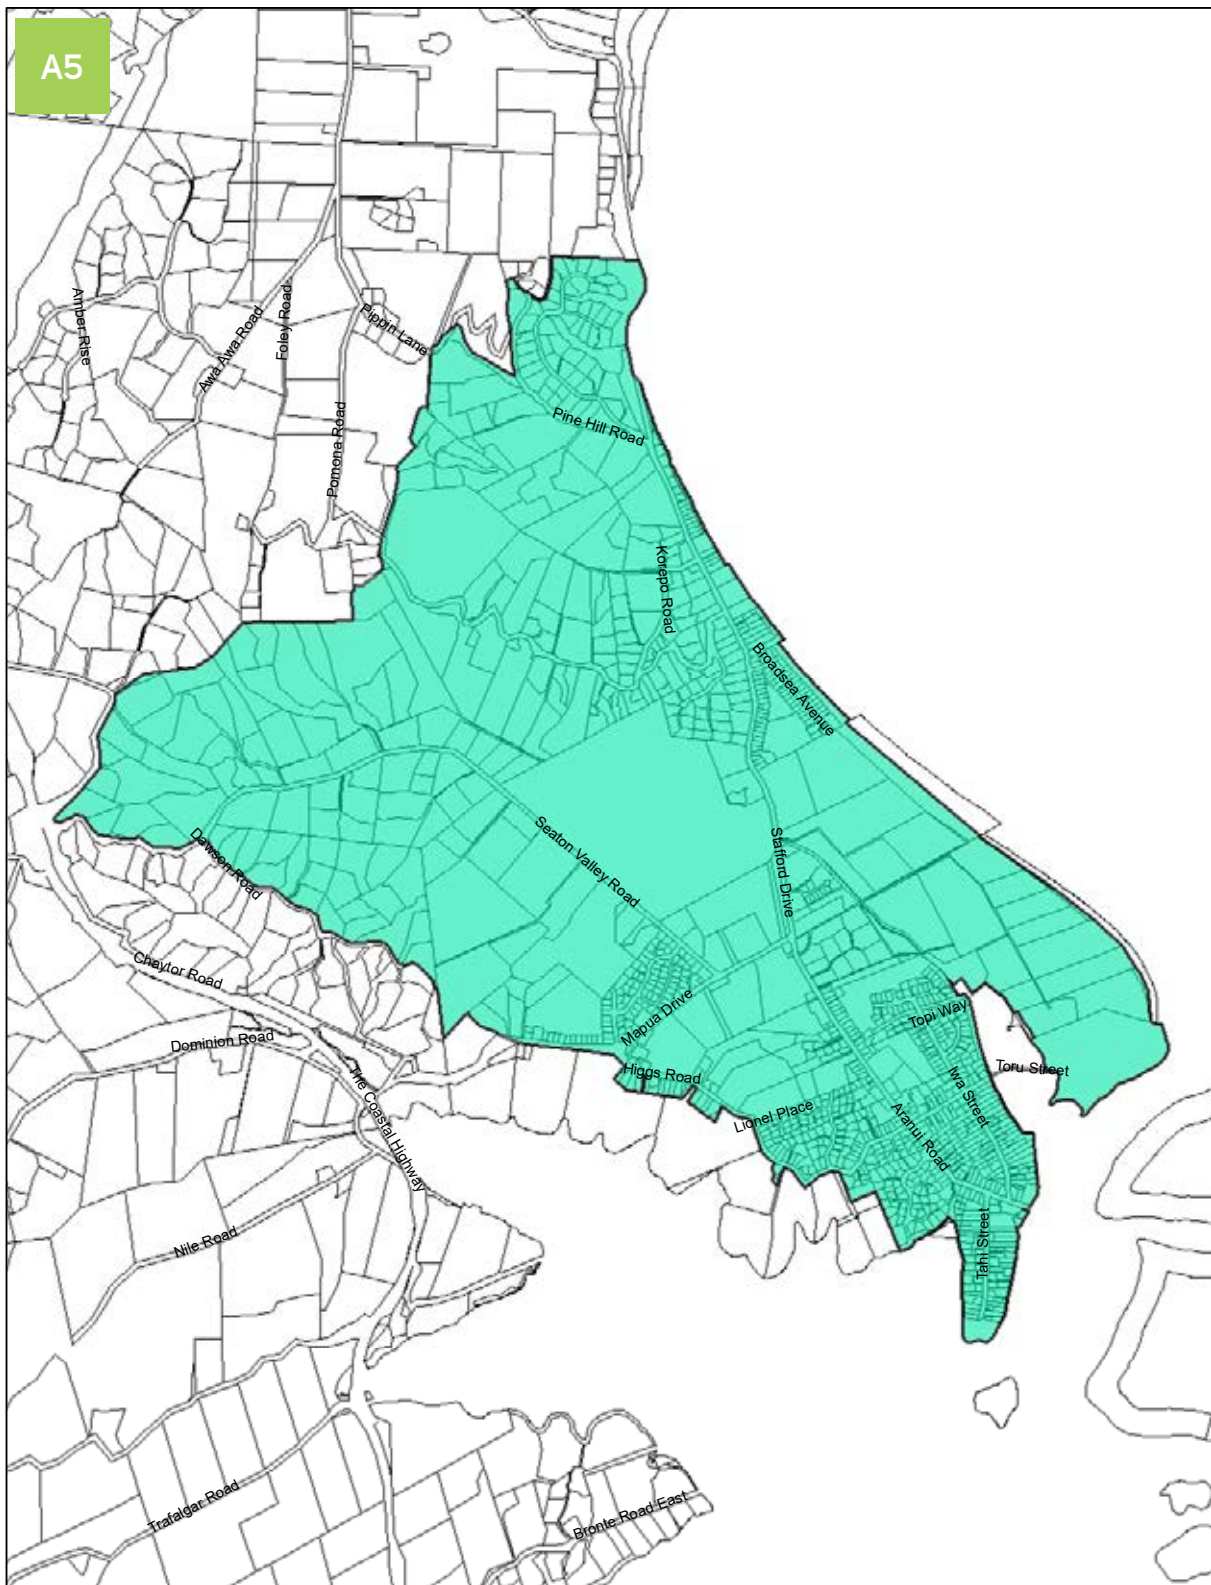 A5
Amber Rise
Awa Awa Road
Foley Road
Pippin Lane
Pomona Road
Pine Hill Road
Korepo Road
Broadsea Avenue
Seaton Valley Road
Stafford Drive
Dawson Road
Chaytor Road
Dominion Road
The Coastal Highway
Mapua Drive
Topi Way
Higgs Road
Toru Street
Iwa Street
Lionel Place
Aranui Road
Nile Road
Tahi Street
Trafalgar Road
Bronte Road East